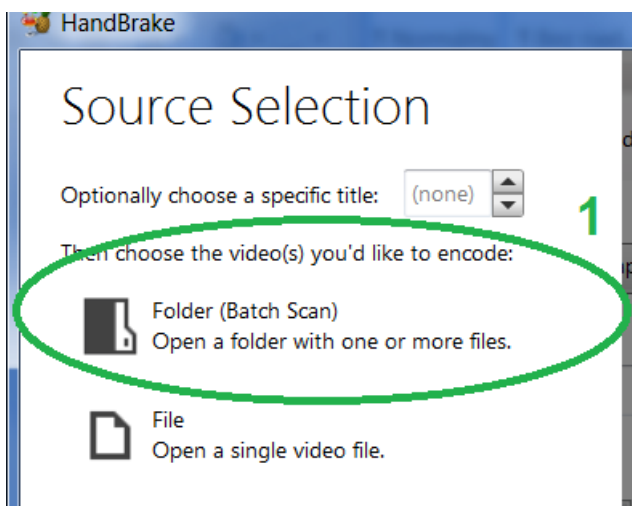 HandBrake
Source Selection
Optionally choose a specific title: (none)
1
Then choose the video(s) you'd like to encode:
Folder (Batch Scan)
Open a folder with one or more files.
File
Open a single video file.